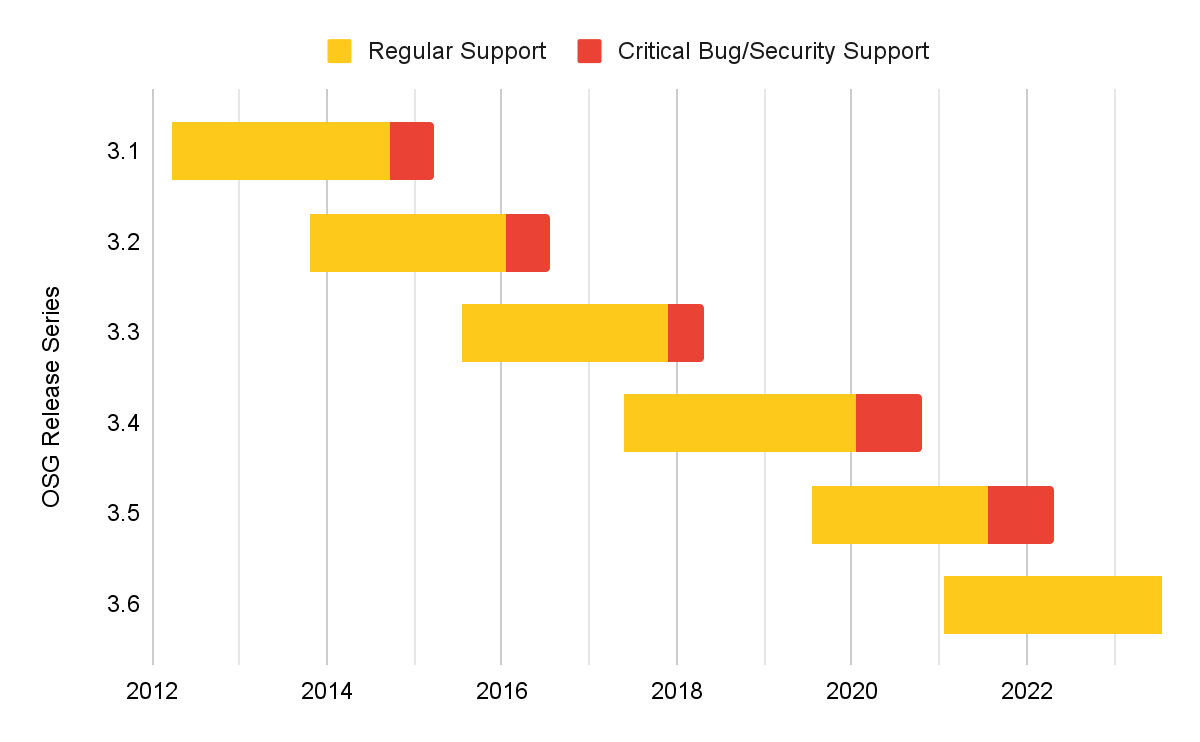 Regular Support
Critical Bug/Security Support
OSG Release Series
3.1
3.2
3.3
3.4
3.5
3.6
2012 2014 2016 2018 2020 2022